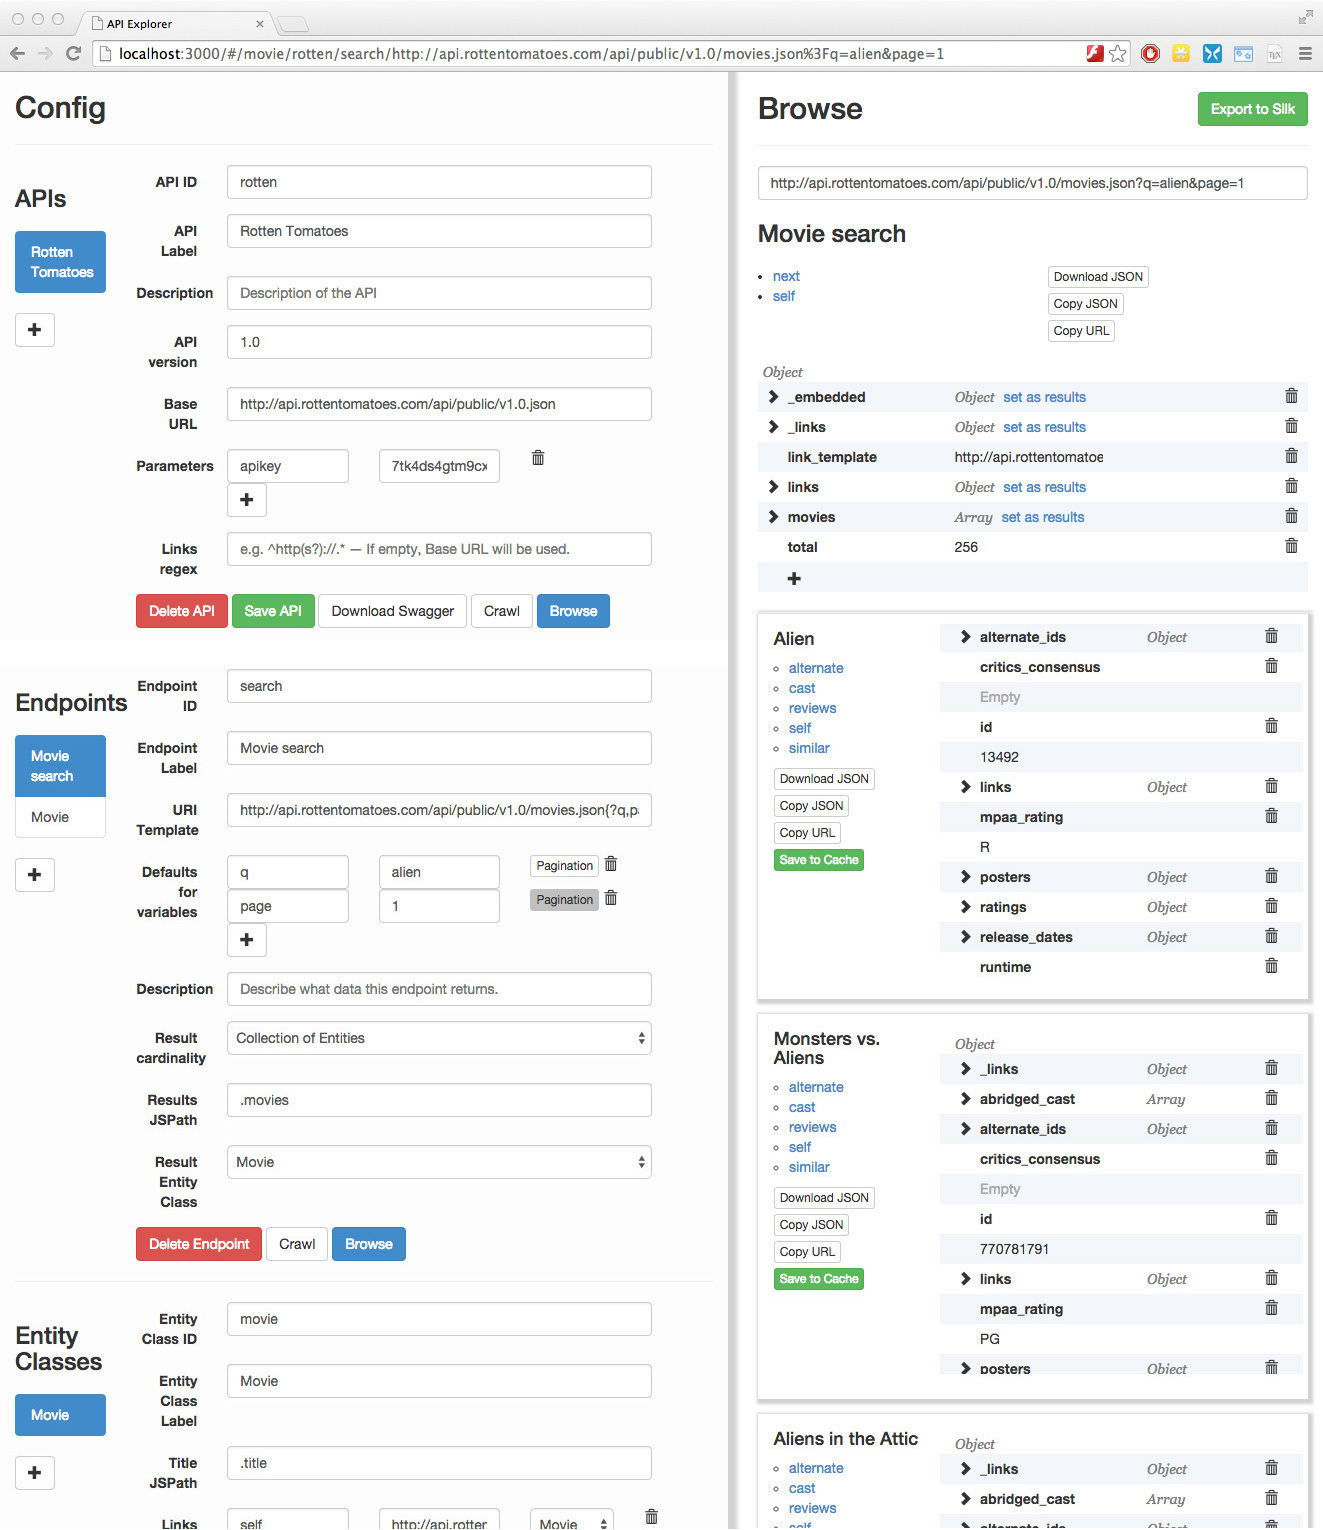 API Explorer
localhost:3000/#/movie/rotten/search/http://api.rottentomatoes.com/api/public/v1.0/movies.json%3Fq=alien&page=1
Config
APIs
Rotten
Tomatoes
API ID
rotten
API
Label
Rotten Tomatoes
Description
Description of the API
API
version
1.0
Base
URL
http://api.rottentomatoes.com/api/public/v1.0.json
Parameters
apikey
7tk4ds4gtm9cx
Links
regex
e.g. ^http(s?)://.* — If empty, Base URL will be used.
Delete API
Save API
Download Swagger
Crawl
Browse
Endpoints
Movie
search
Movie
Endpoint
ID
search
Endpoint
Label
Movie search
URI
Template
http://api.rottentomatoes.com/api/public/v1.0/movies.json{?q,pa
Defaults
for
variables
q
alien
Pagination
page
1
Pagination
Description
Describe what data this endpoint returns.
Result
cardinality
Collection of Entities
Results
JSPath
.movies
Result
Entity
Class
Movie
Delete Endpoint
Crawl
Browse
Entity
Classes
Movie
Entity
Class ID
movie
Entity
Class
Label
Movie
Title
JSPath
.title
Links
self
http://api.rotter
Movie
Browse
Export to Silk
http://api.rottentomatoes.com/api/public/v1.0/movies.json?q=alien&page=1
Movie search
next
self
Download JSON
Copy JSON
Copy URL
Object
_embedded Object set as results
_links Object set as results
link_template http://api.rottentomatoe
links Object set as results
movies Array set as results
total 256
Alien
alternate
cast
reviews
self
similar
Download JSON
Copy JSON
Copy URL
Save to Cache
alternate_ids Object
critics_consensus
Empty
id
13492
links Object
mpaa_rating
R
posters Object
ratings Object
release_dates Object
runtime
Monsters vs.
Aliens
alternate
cast
reviews
self
similar
Download JSON
Copy JSON
Copy URL
Save to Cache
Object
_links Object
abridged_cast Array
alternate_ids Object
critics_consensus
Empty
id
770781791
links Object
mpaa_rating
PG
posters Object
Aliens in the Attic
alternate
cast
reviews
self
Object
_links Object
abridged_cast Array
alternate_ids Object